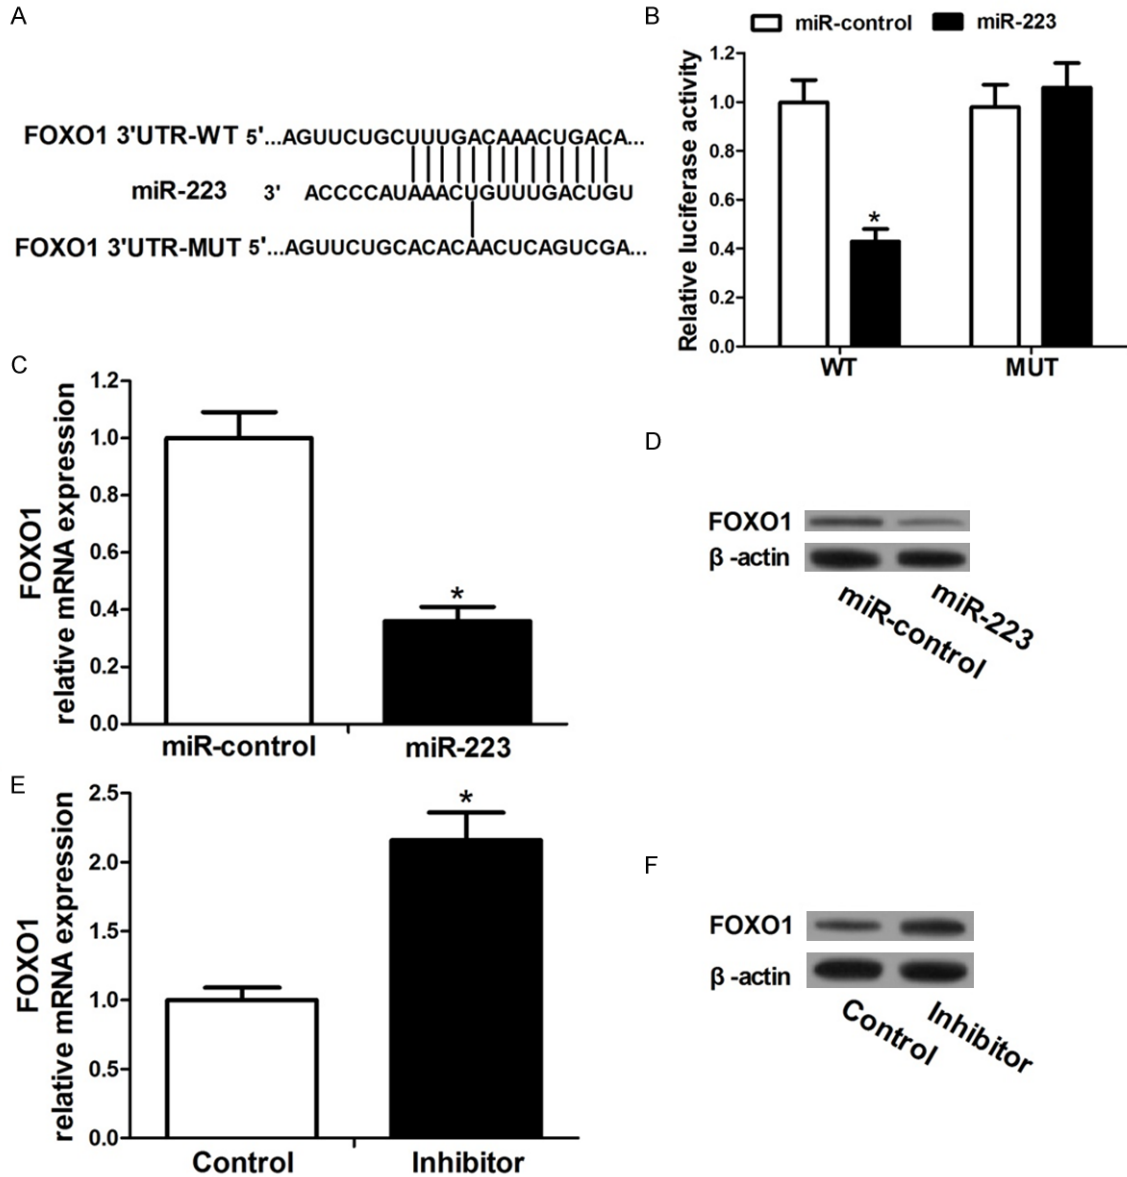 A
FOXO1 3'UTR-WT 5'...AGUUCUGCUUUGACAAACUGACA...
miR-223 3' ACCCCAUAAACUGUUUGACUGU
FOXO1 3'UTR-MUT 5'...AGUUCUGCACACAACUCAGUCGA...
B
miR-control miR-223
Relative luciferase activity
1.2
1.0
0.8
0.6
0.4
0.2
0.0
*
WT MUT
C
FOXO1
relative mRNA expression
1.2
1.0
0.8
0.6
0.4
0.2
0.0
*
miR-control miR-223
D
FOXO1
β -actin
miR-control
miR-223
E
FOXO1
relative mRNA expression
2.5
2.0
1.5
1.0
0.5
0.0
*
Control Inhibitor
F
FOXO1
β -actin
Control
Inhibitor